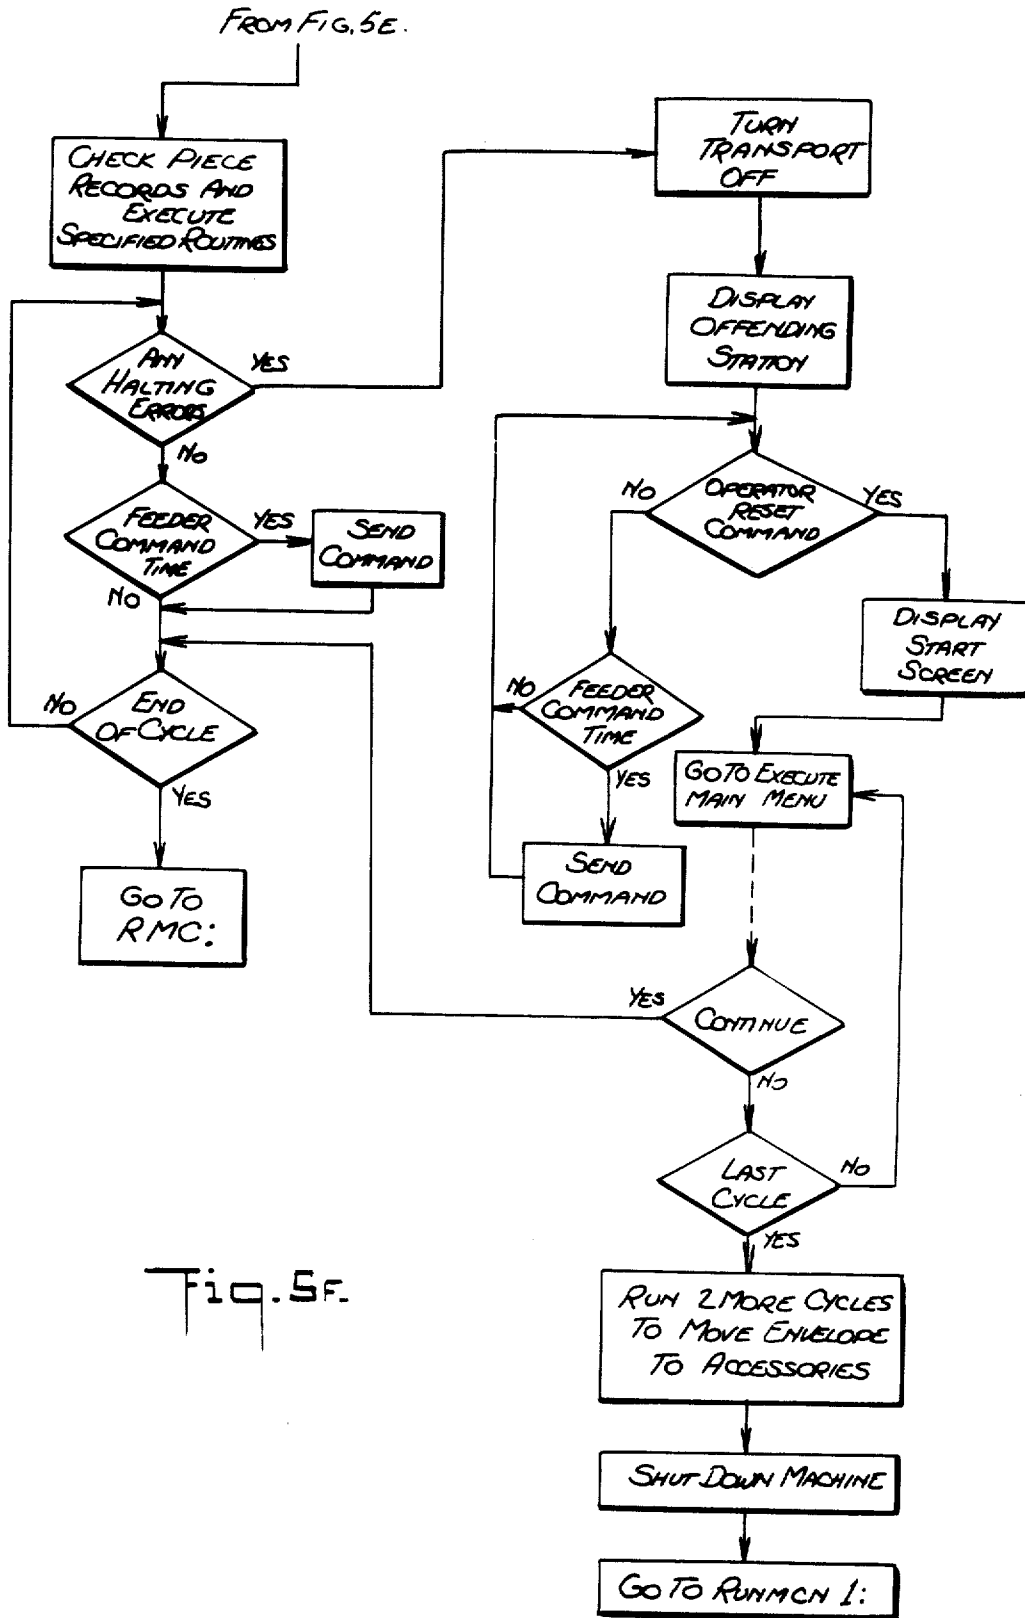 FROM FIG. 5E.
CHECK PIECE
RECORDS AND
EXECUTE
SPECIFIED ROUTINES
ANY
HALTING
ERRORS
YES
NO
FEEDER
COMMAND
TIME
YES
SEND
COMMAND
NO
END
OF CYCLE
NO
YES
GO TO
RMC:
TURN
TRANSPORT
OFF
DISPLAY
OFFENDING
STATION
OPERATOR
RESET
COMMAND
NO
YES
DISPLAY
START
SCREEN
FEEDER
COMMAND
TIME
NO
YES
SEND
COMMAND
GO TO EXECUTE
MAIN MENU
CONTINUE
YES
NO
LAST
CYCLE
NO
YES
RUN 2 MORE CYCLES
TO MOVE ENVELOPE
TO ACCESSORIES
SHUT DOWN MACHINE
GO TO RUNMCN 1:
Fig. 5F.